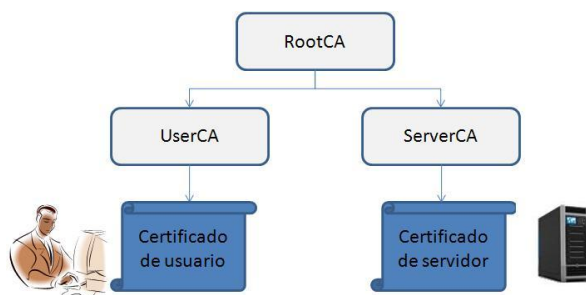 RootCA
UserCA
ServerCA
Certificado
de usuario
Certificado
de servidor